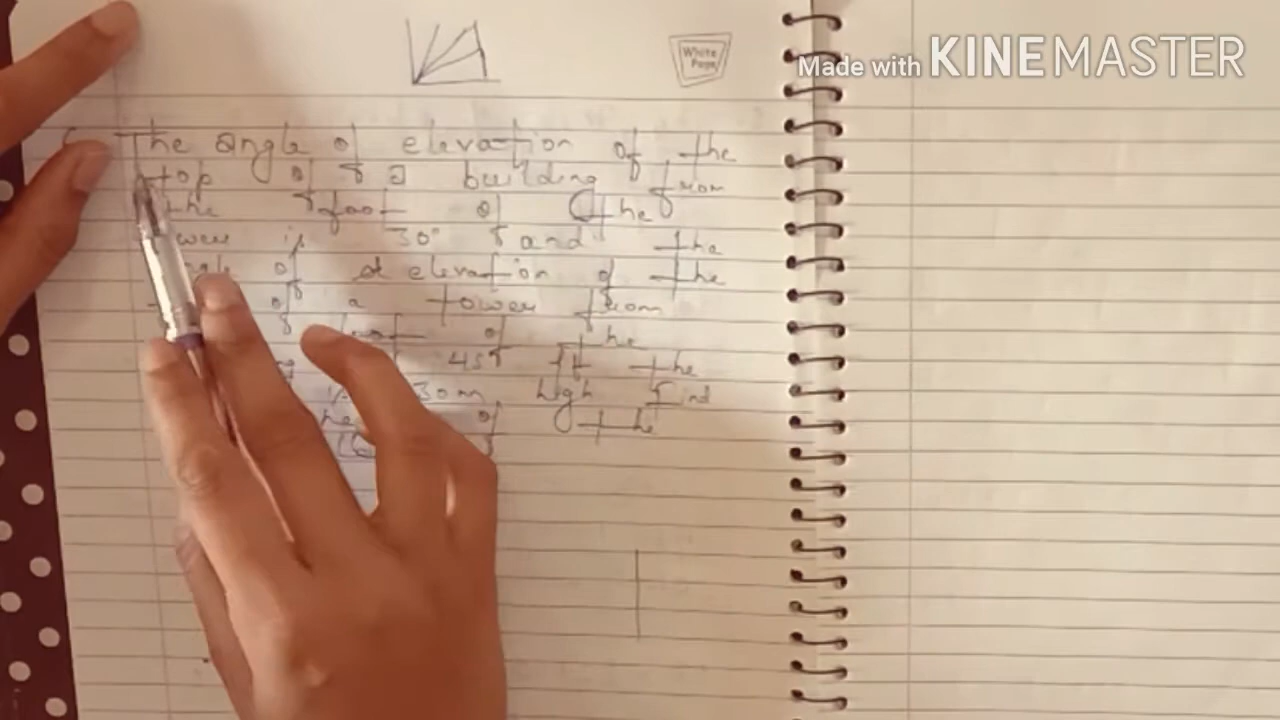 White
Page
Made with KINEMASTER
The angle of elevation of the
top of a building from
the foot of the
is 30° and the
of elevation of the
of a tower from
of the
45° If the
is 30m high find
of the